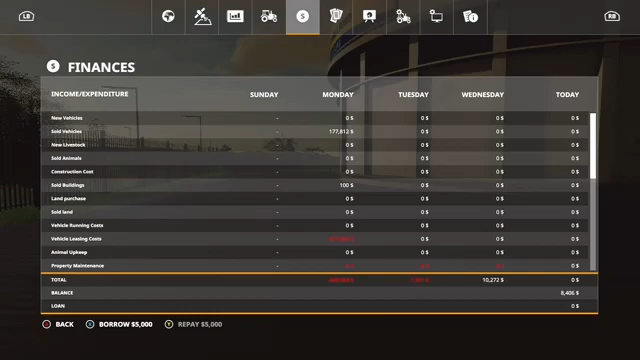 LB
$
RB
$ FINANCES
INCOME/EXPENDITURE SUNDAY MONDAY TUESDAY WEDNESDAY TODAY
New Vehicles - 0 $ 0 $ 0 $ 0 $
Sold Vehicles - 177,812 $ 0 $ 0 $ 0 $
New Livestock - 0 $ 0 $ 0 $ 0 $
Sold Animals - 0 $ 0 $ 0 $ 0 $
Construction Cost - 0 $ 0 $ 0 $ 0 $
Sold Buildings - 100 $ 0 $ 0 $ 0 $
Land purchase - 0 $ 0 $ 0 $ 0 $
Sold land - 0 $ 0 $ 0 $ 0 $
Vehicle Running Costs - 0 $ 0 $ 0 $ 0 $
Vehicle Leasing Costs - 0 $ 0 $ 0 $
Animal Upkeep - 0 $ 0 $ 0 $ 0 $
Property Maintenance - 0 $
TOTAL 10,272 $ 0 $
BALANCE 8,406 $
LOAN 0 $
BACK X BORROW $5,000 Y REPAY $5,000